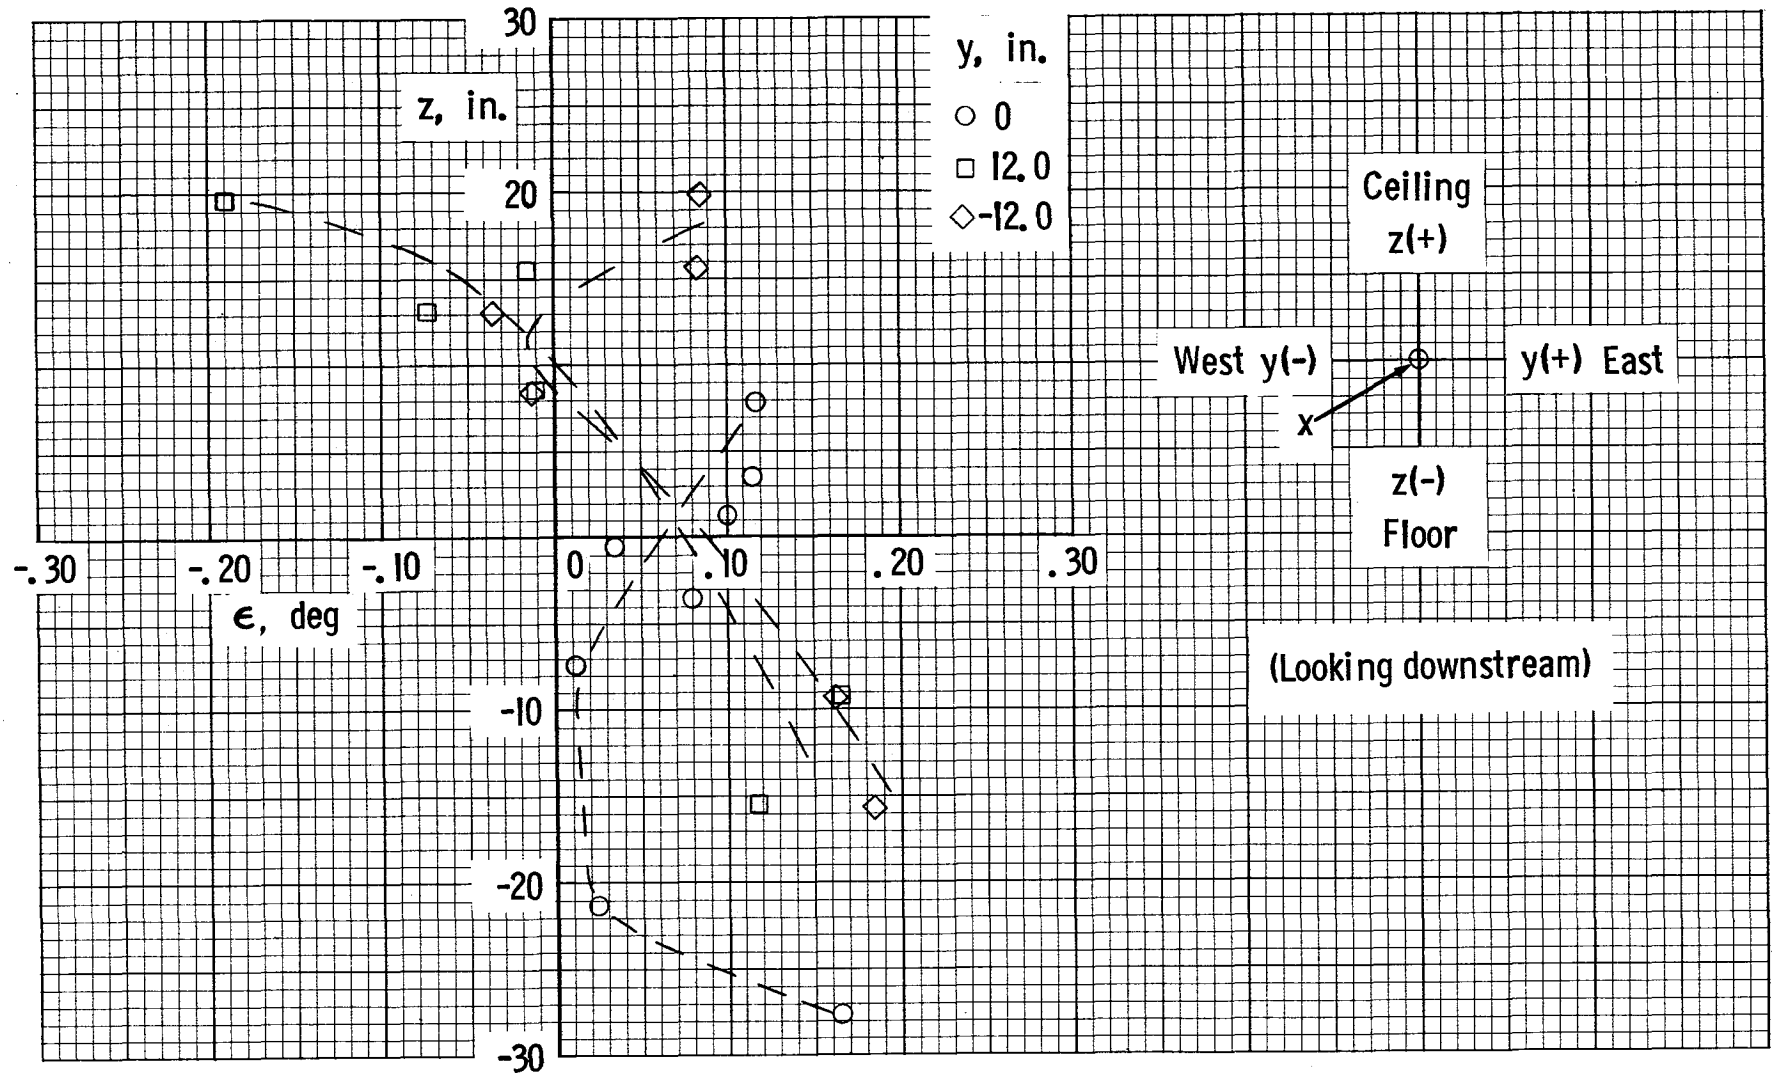 30
z, in.
20
-.30
-.20
-.10
0
.10
.20
.30
ϵ, deg
-10
-20
-30
y, in.
0
12.0
-12.0
Ceiling
z(+)
West y(-)
y(+) East
x
z(-)
Floor
(Looking downstream)